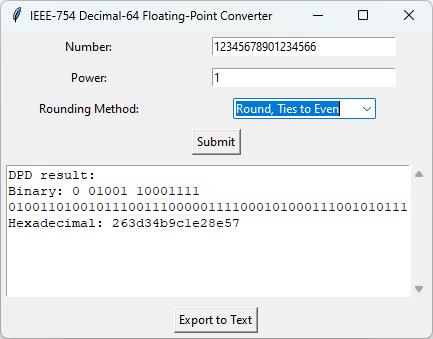 IEEE-754 Decimal-64 Floating-Point Converter
Number: 12345678901234566
Power: 1
Rounding Method: Round, Ties to Even
Submit
DPD result:
Binary: 0 01001 10001111
01001101001011100111000001111000101000111001010111
Hexadecimal: 263d34b9c1e28e57
Export to Text